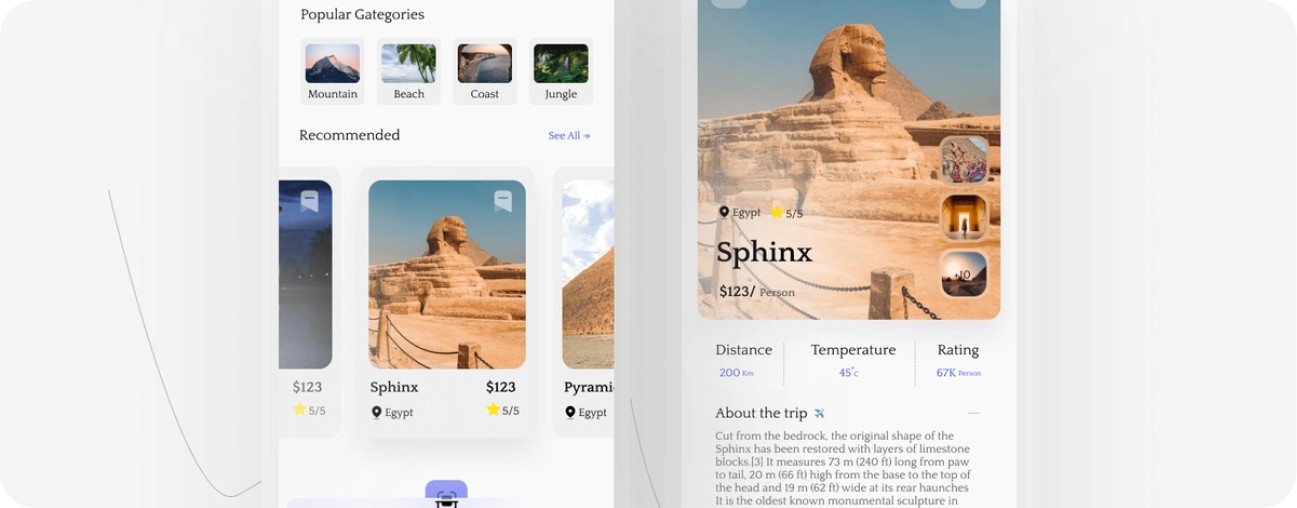 Popular Gategories
Mountain
Beach
Coast
Jungle
Recommended
See All →
$123
5/5
Sphinx
$123
Egypt
5/5
Pyrami
Egypt
Egypt
5/5
Sphinx
$123/ Person
+10
Distance
Temperature
Rating
200 Km
45°c
67K Person
About the trip ✈️
Cut from the bedrock, the original shape of the
Sphinx has been restored with layers of limestone
blocks.[3] It measures 73 m (240 ft) long from paw
to tail, 20 m (66 ft) high from the base to the top of
the head and 19 m (62 ft) wide at its rear haunches
It is the oldest known monumental sculpture in